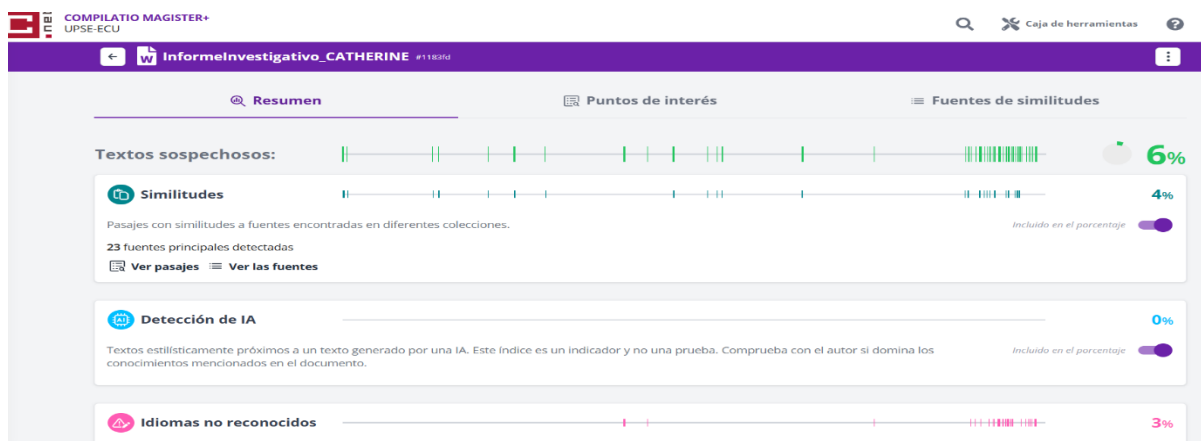 .net
COMPILATIO MAGISTER+
UPSE-ECU
Caja de herramientas
InformeInvestigativo_CATHERINE #1183fd
Resumen
Puntos de interés
Fuentes de similitudes
Textos sospechosos:
6%
Similitudes
4%
Pasajes con similitudes a fuentes encontradas en diferentes colecciones.
Incluido en el porcentaje
23 fuentes principales detectadas
Ver pasajes
Ver las fuentes
AI
Detección de IA
0%
Textos estilísticamente próximos a un texto generado por una IA. Este índice es un indicador y no una prueba. Comprueba con el autor si domina los
conocimientos mencionados en el documento.
Incluido en el porcentaje
Idiomas no reconocidos
3%